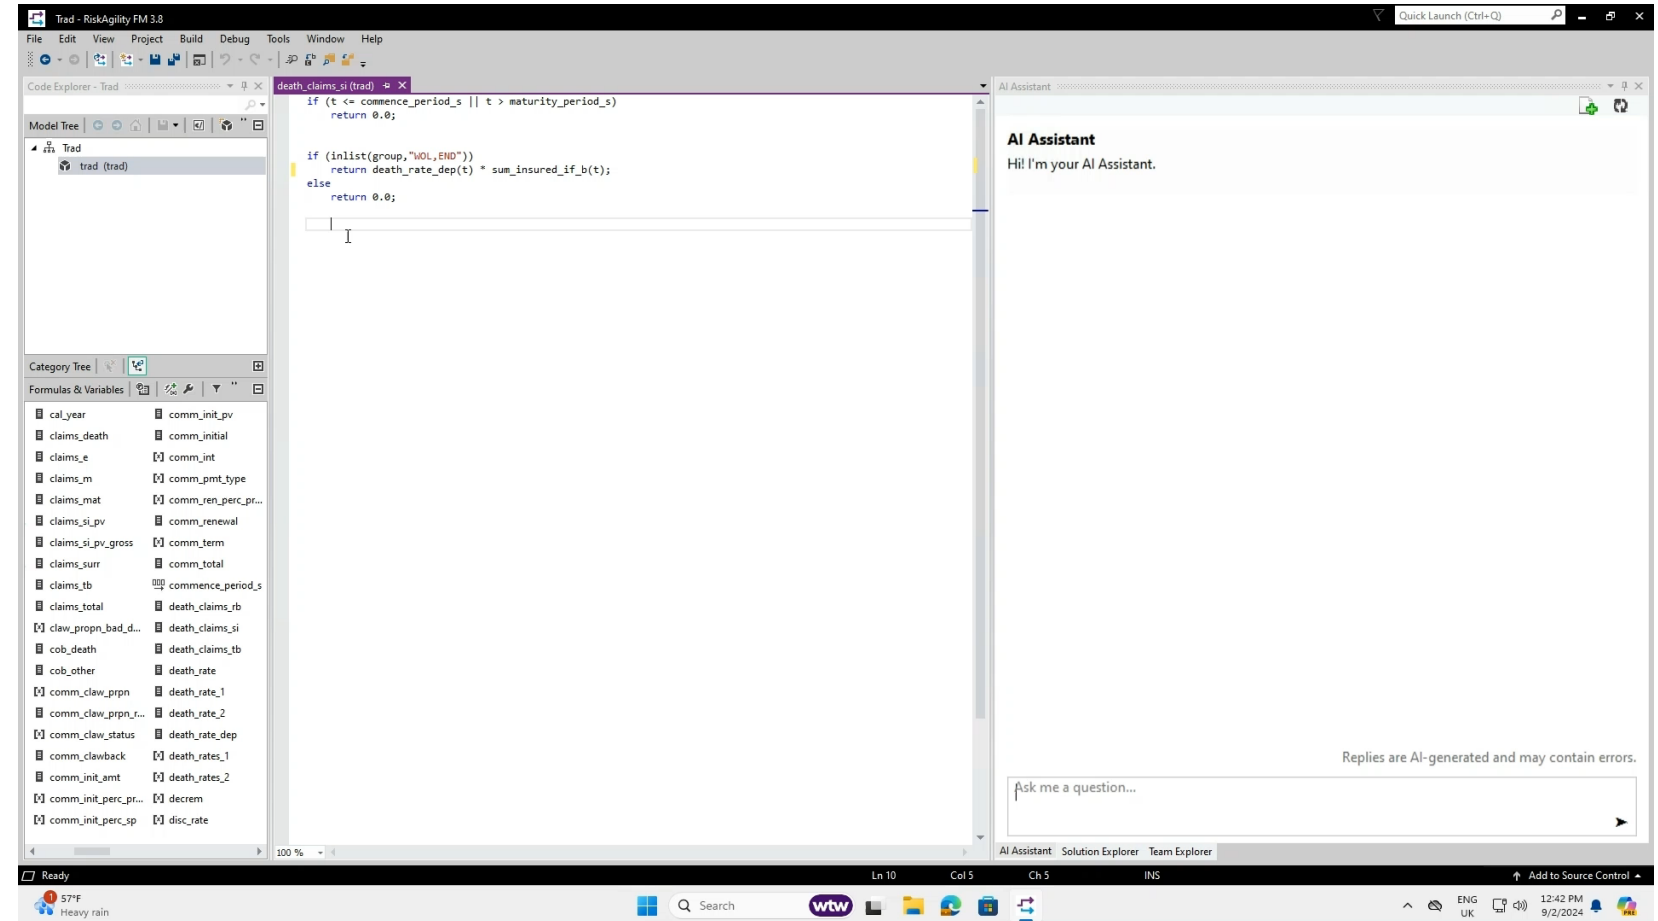 Trad - RiskAgility FM 3.8
Quick Launch (Ctrl+Q)
File Edit View Project Build Debug Tools Window Help
Code Explorer - Trad
death_claims_si (trad)
AI Assistant
Model Tree
Trad
trad (trad)
if (t <= commence_period_s || t > maturity_period_s)
return 0.0;
if (inlist(group,"WOL,END"))
return death_rate_dep(t) * sum_insured_if_b(t);
else
return 0.0;
AI Assistant
Hi! I'm your AI Assistant.
Category Tree
Formulas & Variables
cal_year comm_init_pv
claims_death comm_initial
claims_e comm_int
claims_m comm_pmt_type
claims_mat comm_ren_perc_pr...
claims_si_pv comm_renewal
claims_si_pv_gross comm_term
claims_surr comm_total
claims_tb commence_period_s
claims_total death_claims_rb
claw_propn_bad_d... death_claims_si
cob_death death_claims_tb
cob_other death_rate
comm_claw_prpn death_rate_1
comm_claw_prpn_r... death_rate_2
comm_claw_status death_rate_dep
comm_clawback death_rates_1
comm_init_amt death_rates_2
comm_init_perc_pr... decrem
comm_init_perc_sp disc_rate
Replies are AI-generated and may contain errors.
Ask me a question...
100 %
AI Assistant Solution Explorer Team Explorer
Ready Ln 10 Col 5 Ch 5 INS Add to Source Control
1
57°F
Heavy rain
Search
wtw
ENG
UK
12:42 PM
9/2/2024
PRE